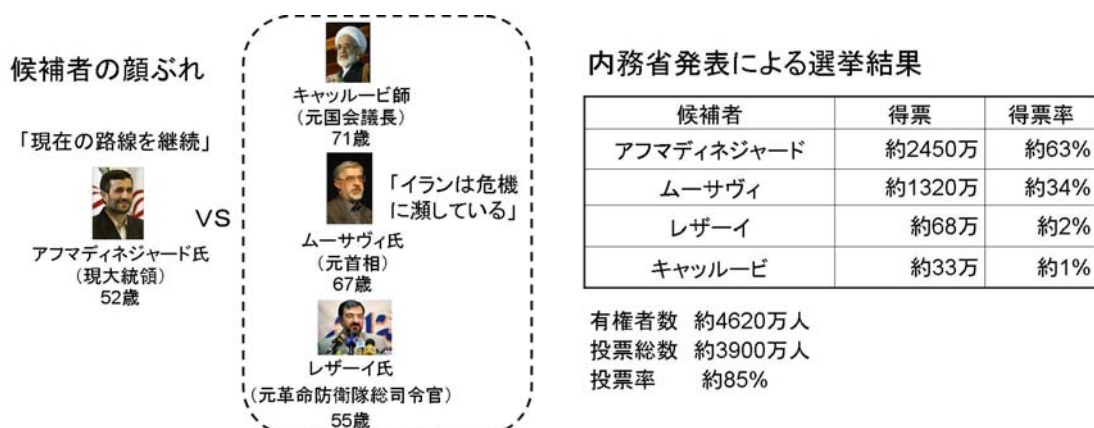 候補者の顔ぶれ
「現在の路線を継続」
アフマディネジャード氏
(現大統領)
52歳
VS
キャッルービ師
(元国会議長)
71歳
「イランは危機
に瀕している」
ムーサヴィ氏
(元首相)
67歳
レザーイ氏
(元革命防衛隊総司令官)
55歳
内務省発表による選挙結果
候補者 得票 得票率
アフマディネジャード 約2450万 約63%
ムーサヴィ 約1320万 約34%
レザーイ 約68万 約2%
キャッルービ 約33万 約1%
有権者数 約4620万人
投票総数 約3900万人
投票率 約85%